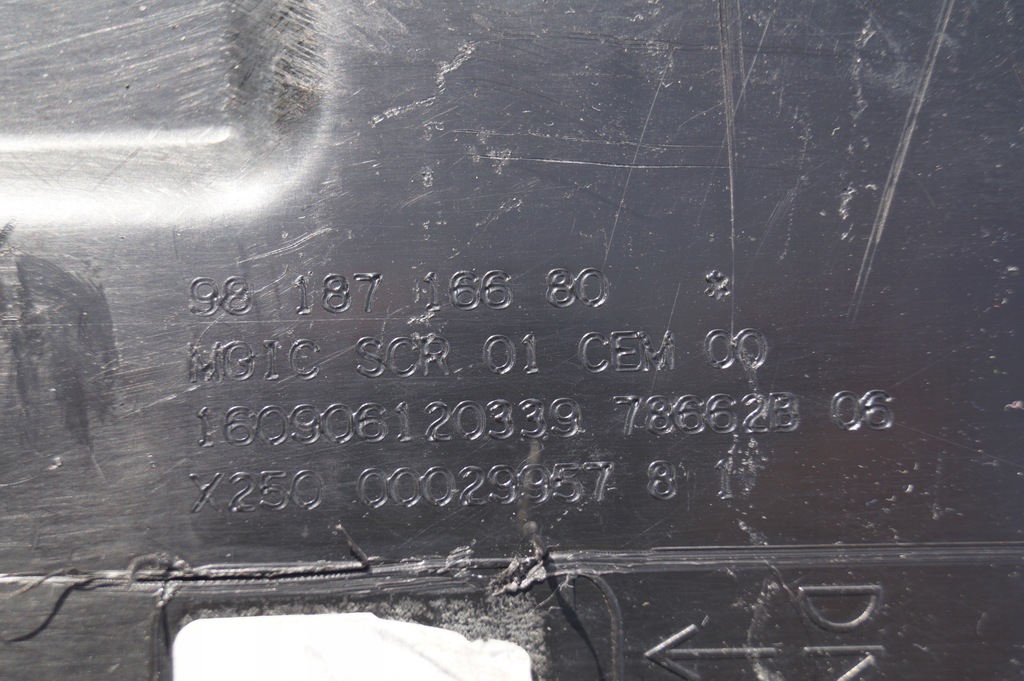 98 187 166 80 *
MGIC SCR 01 CEM 00
160906120339 78662B 06
X250 00029957 8 1
D